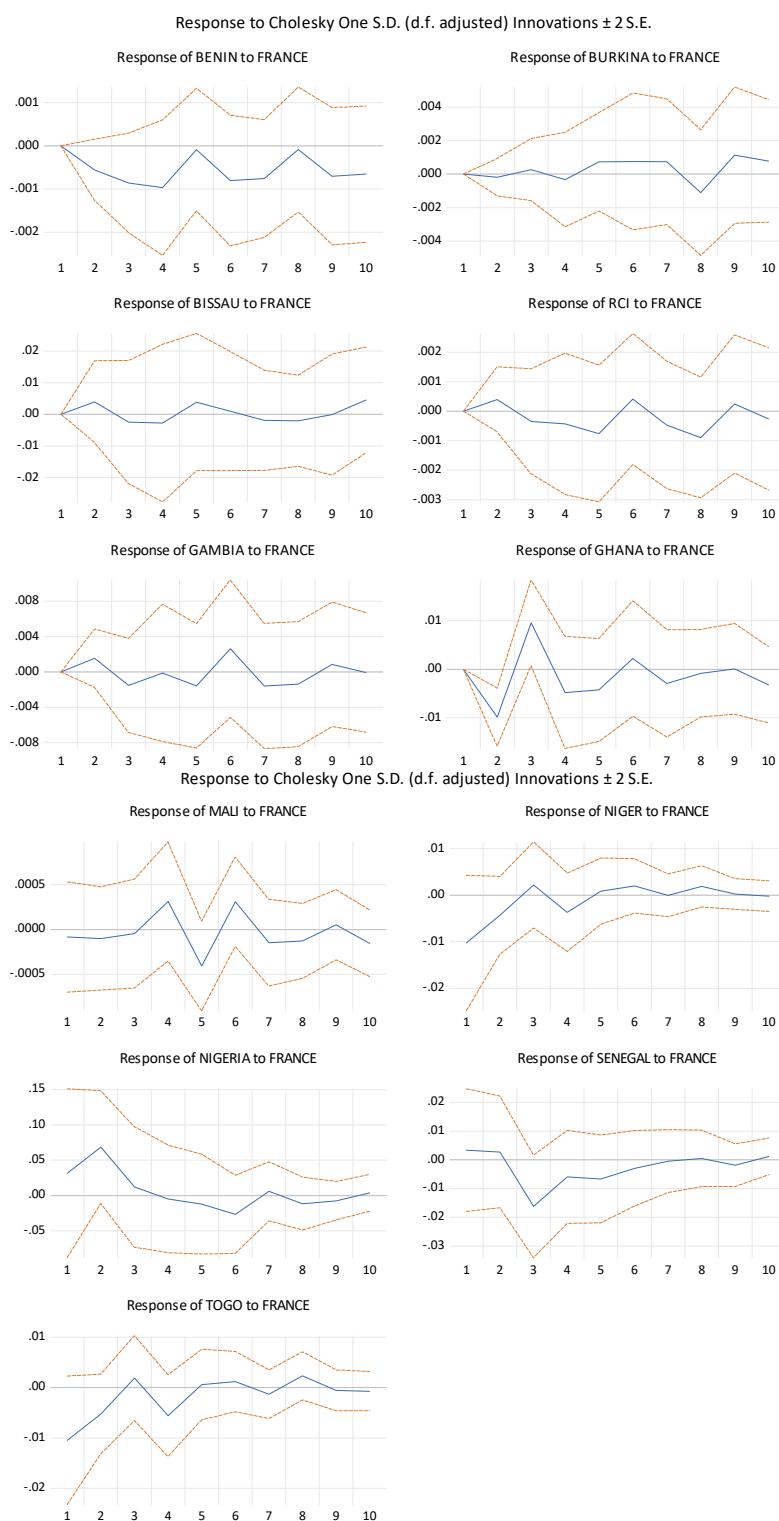 Response to Cholesky One S.D. (d.f. adjusted) Innovations ± 2 S.E.
Response of BENIN to FRANCE
.001
.000
-.001
-.002
1 2 3 4 5 6 7 8 9 10
Response of BURKINA to FRANCE
.004
.002
.000
-.002
-.004
1 2 3 4 5 6 7 8 9 10
Response of BISSAU to FRANCE
.02
.01
.00
-.01
-.02
1 2 3 4 5 6 7 8 9 10
Response of RCI to FRANCE
.002
.001
.000
-.001
-.002
-.003
1 2 3 4 5 6 7 8 9 10
Response of GAMBIA to FRANCE
.008
.004
.000
-.004
-.008
1 2 3 4 5 6 7 8 9 10
Response of GHANA to FRANCE
.01
.00
-.01
1 2 3 4 5 6 7 8 9 10
Response to Cholesky One S.D. (d.f. adjusted) Innovations ± 2 S.E.
Response of MALI to FRANCE
.0005
.0000
-.0005
1 2 3 4 5 6 7 8 9 10
Response of NIGER to FRANCE
.01
.00
-.01
-.02
1 2 3 4 5 6 7 8 9 10
Response of NIGERIA to FRANCE
.15
.10
.05
.00
-.05
1 2 3 4 5 6 7 8 9 10
Response of SENEGAL to FRANCE
.02
.01
.00
-.01
-.02
-.03
1 2 3 4 5 6 7 8 9 10
Response of TOGO to FRANCE
.01
.00
-.01
-.02
1 2 3 4 5 6 7 8 9 10